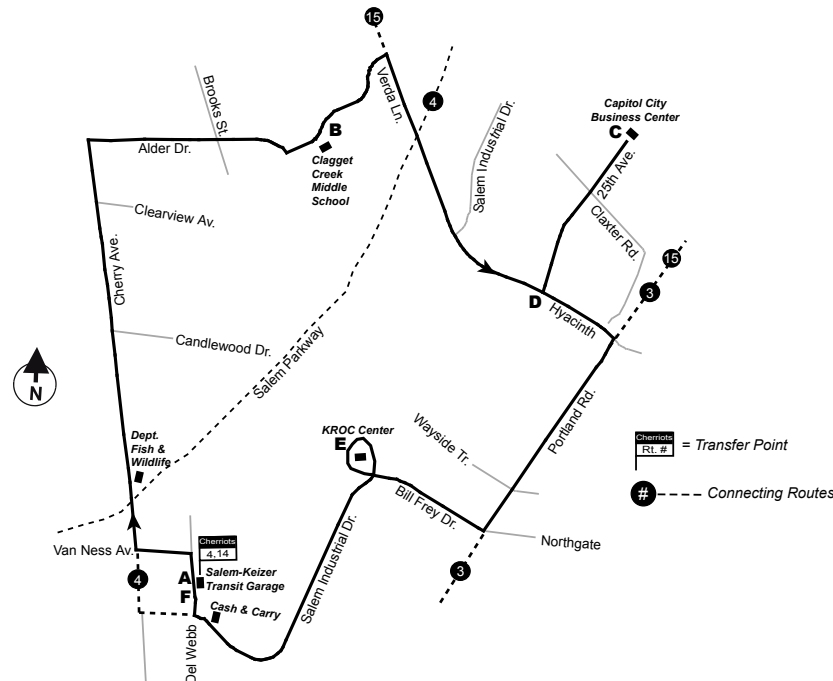 15
Verda Ln.
4
Brooks St.
Capitol City
Business Center
C
B
Alder Dr.
Clagget
Creek
Middle
School
Salem Industrial Dr.
25th Ave.
Claxter Rd.
Clearview Av.
Cherry Ave.
15
3
D
Hyacinth
Candlewood Dr.
Salem Parkway
N
Dept.
Fish &
Wildlife
KROC Center
E
Wayside Tr.
Portland Rd.
Cherriots
Rt. #
= Transfer Point
#
Connecting Routes
Bill Frey Dr.
Salem Industrial Dr.
Northgate
Van Ness Av.
Cherriots
4,14
4
A
Salem-Keizer
Transit Garage
F
Cash & Carry
3
Del Webb